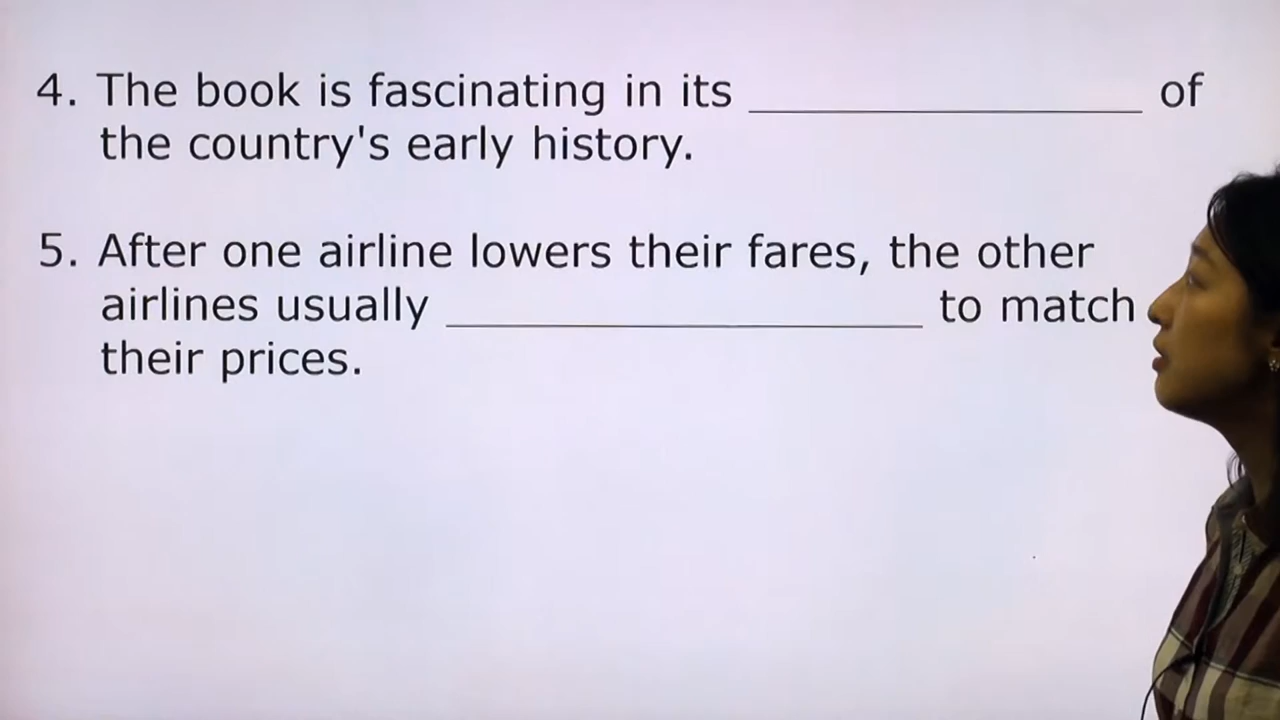 4. The book is fascinating in its ____________________ of
the country's early history.
5. After one airline lowers their fares, the other
airlines usually ________________________ to match
their prices.